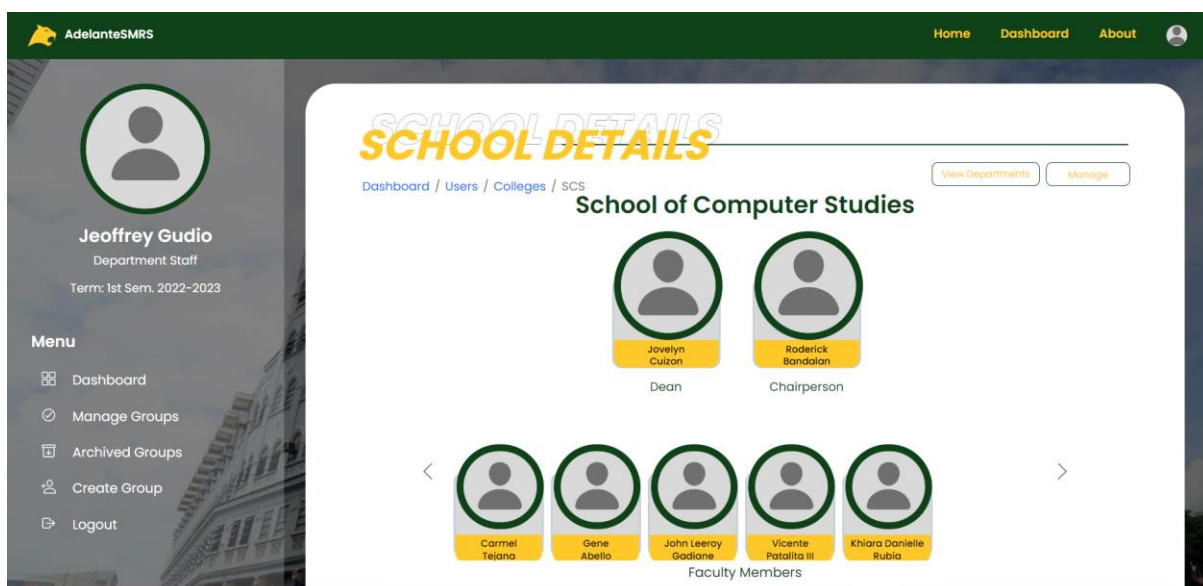 AdelanteSMRS
Home Dashboard About
Jeoffrey Gudio
Department Staff
Term: 1st Sem. 2022-2023
Menu
Dashboard
Manage Groups
Archived Groups
Create Group
Logout
SCHOOL DETAILS
SCHOOL DETAILS
Dashboard / Users / Colleges / SCS
View Departments
Manage
School of Computer Studies
Jovelyn
Cuizon
Dean
Roderick
Bandalan
Chairperson
Carmel
Tejana
Gene
Abello
John Leeroy
Gadiane
Vicente
Patalita III
Khiara Danielle
Rubia
Faculty Members